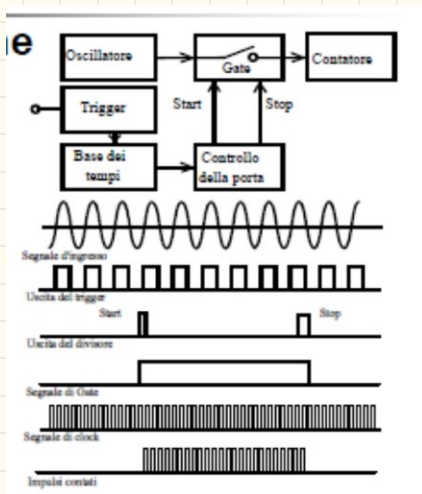 e
Oscillatore
Gate
Contatore
Trigger
Start
Stop
Base dei
tempi
Controllo
della porta
Segnale d'ingresso
Uscita del trigger
Start
Stop
Uscita del divisore
Segnale di Gate
Segnale di clock
Impulsi contati